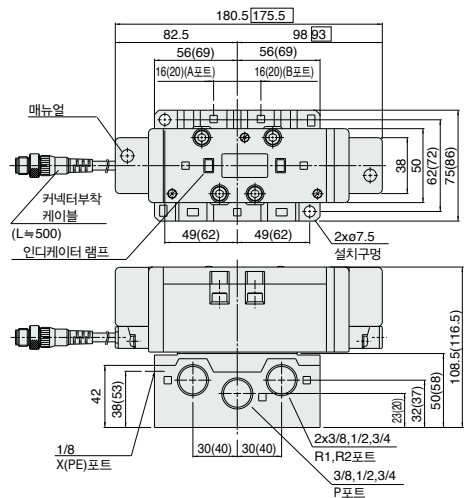 180.5 175.5
82.5 98 93
56(69) 56(69)
16(20)(A포트) 16(20)(B포트)
매뉴얼
커넥터부착
케이블
(L≒500)
인디케이터 램프
38
50
62(72)
75(86)
49(62) 49(62)
2xø7.5
설치구멍
42
38(53)
23(20)
32(37)
50(58)
108.5(116.5)
1/8
X(PE)포트
30(40) 30(40)
2x3/8,1/2,3/4
R1,R2포트
3/8,1/2,3/4
P포트